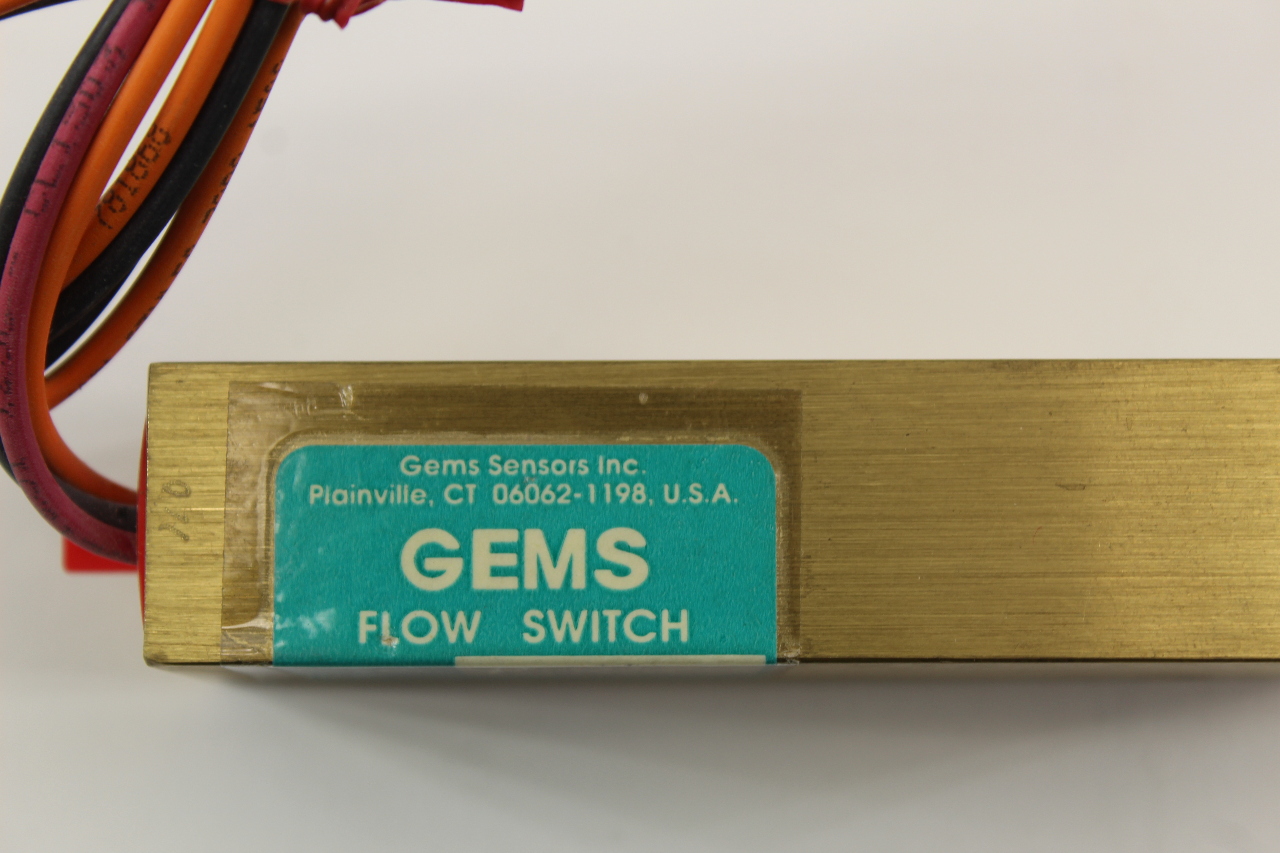 Gems Sensors Inc.
Plainville, CT 06062-1198, U.S.A.
GEMS
FLOW SWITCH